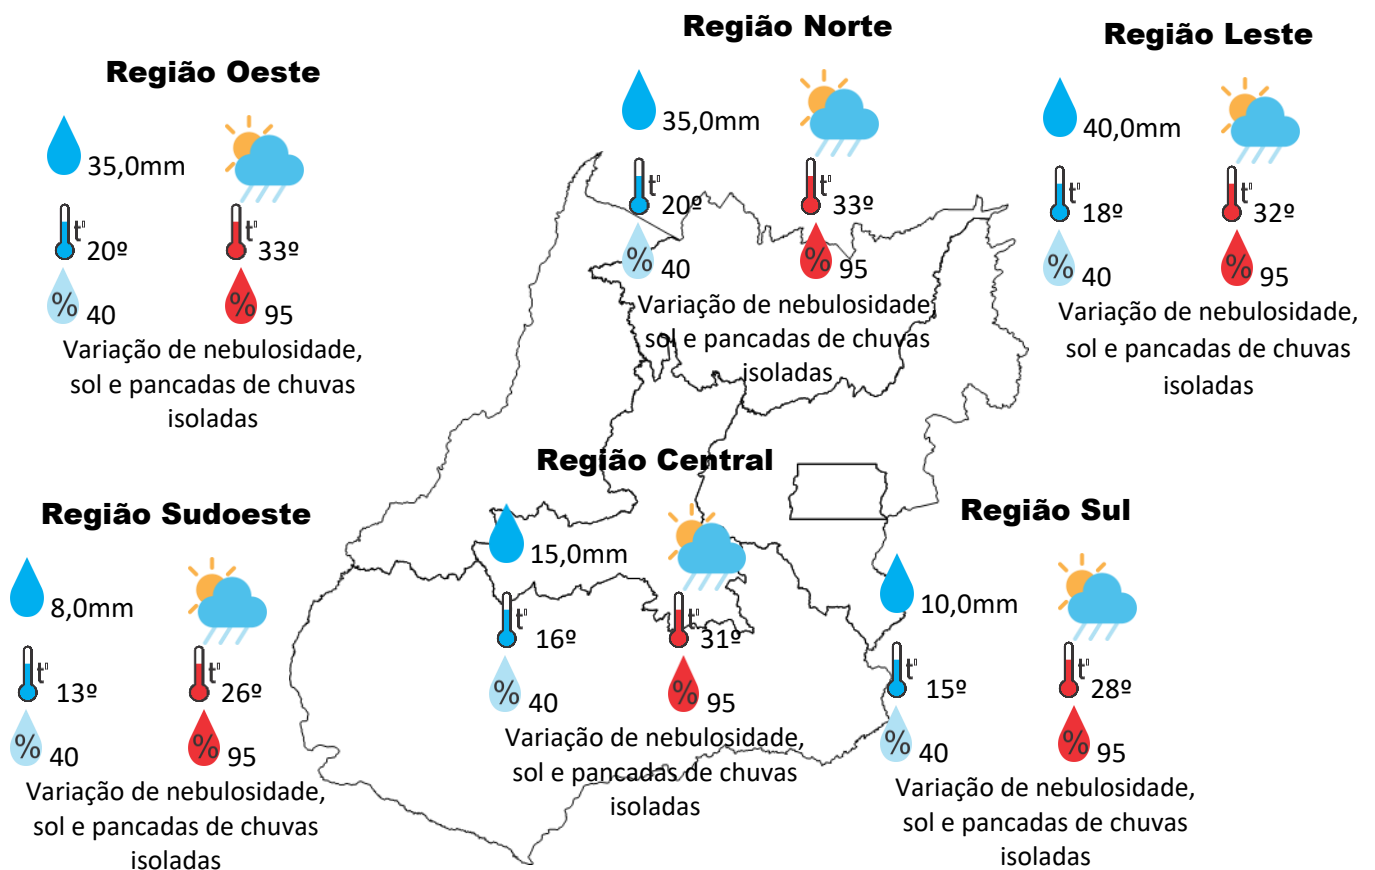 Região Oeste
35,0mm
t°
20º
t°
33º
%
40
%
95
Variação de nebulosidade,
sol e pancadas de chuvas
isoladas
Região Norte
35,0mm
t°
20º
t°
33º
%
40
%
95
Variação de nebulosidade,
sol e pancadas de chuvas
isoladas
Região Leste
40,0mm
t°
18º
t°
32º
%
40
%
95
Variação de nebulosidade,
sol e pancadas de chuvas
isoladas
Região Sudoeste
8,0mm
t°
13º
t°
26º
%
40
%
95
Variação de nebulosidade,
sol e pancadas de chuvas
isoladas
Região Central
15,0mm
t°
16º
t°
31º
%
40
%
95
Variação de nebulosidade,
sol e pancadas de chuvas
isoladas
Região Sul
10,0mm
t°
15º
t°
28º
%
40
%
95
Variação de nebulosidade,
sol e pancadas de chuvas
isoladas